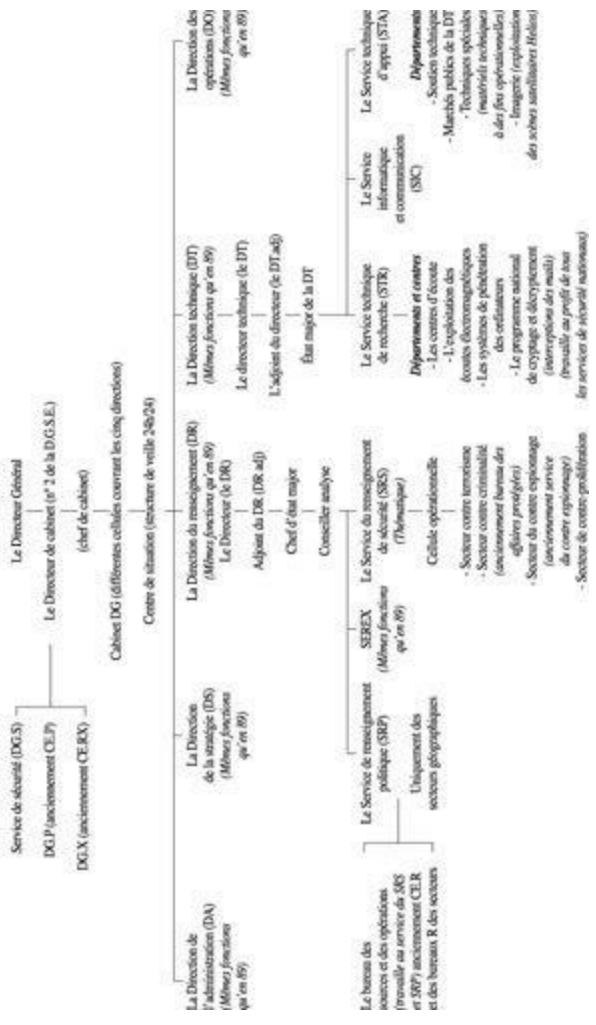 Le Directeur Général
Service de sécurité (DG.S)
DG.P (anciennement CE.P)
DG.X (anciennement CE.RX)
Le Directeur de cabinet (n° 2 de la D.G.S.E.)
(chef de cabinet)
Cabinet DG (différentes cellules couvrant les cinq directions)
Centre de situation (structure de veille 24h/24)
La Direction de
l'administration (DA)
(Mêmes fonctions
qu'en 89)
La Direction
de la stratégie (DS)
(Mêmes fonctions
qu'en 89)
La Direction du renseignement (DR)
(Mêmes fonctions qu'en 89)
Le Directeur (le DR)
Adjoint du DR (DR adj)
Chef d'état major
Conseiller analyse
La Direction technique (DT)
(Mêmes fonctions qu'en 89)
Le directeur technique (le DT)
L'adjoint du directeur (le DT adj)
État major de la DT
La Direction des
opérations (DO)
(Mêmes fonctions
qu'en 89)
Le bureau des
sources et des opérations
(travaille au service du SRS
et SRP) anciennement CE.R
et des bureaux R des secteurs
Le Service de renseignement
politique (SRP)
Uniquement des
secteurs géographiques
SEREX
(Mêmes fonctions
qu'en 89)
Le Service du renseignement
de sécurité (SRS)
(Thématique)
Cellule opérationnelle
- Secteur contre terrorisme
- Secteur contre criminalité
(anciennement bureau des
affaires protégées)
- Secteur du contre espionnage
(anciennement service
du contre espionnage)
- Secteur de contre-prolifération
Le Service technique
de recherche (STR)
Départements et centres
- Les centres d'écoute
- L'exploitation des
écoutes électromagnétiques
- Les systèmes de pénétration
des ordinateurs
- Le programme national
de cryptage et décryptement
(interceptions des mails)
(travaille au profit de tous
les services de sécurité nationaux)
Le Service
informatique
et communication
(SIC)
Le Service technique
d'appui (STA)
Départements
- Soutien technique
- Marchés publics de la DT
- Techniques spéciales
(matériels techniques
à des fins opérationnelles)
- Imagerie (exploitation
des scènes satellitaires Hélios)